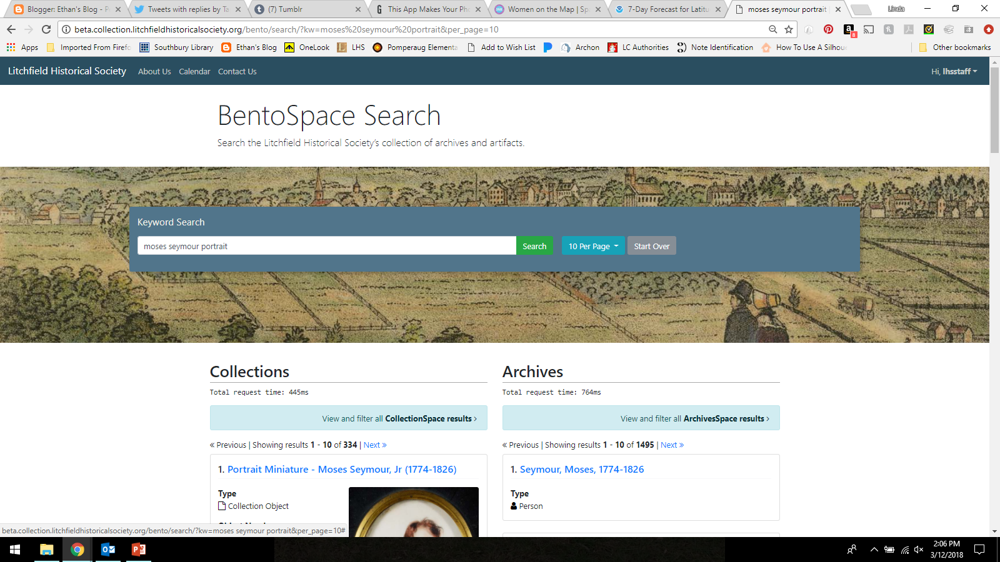 Blogger: Ethan's Blog - P
Tweets with replies by Ta
(7) Tumblr
This App Makes Your Pho
Women on the Map | Spa
7-Day Forecast for Latitu
moses seymour portrait
Linda
beta.collection.litchfieldhistoricalsociety.org/bento/search/?kw=moses%20seymour%20portrait&per_page=10
8
Apps
Imported From Firefo
Southbury Library
Ethan's Blog
OneLook
LHS
Pomperaug Elementa
Add to Wish List
Archon
LC Authorities
Note Identification
How To Use A Silhou
Other bookmarks
Litchfield Historical Society
About Us
Calendar
Contact Us
Hi, lhsstaff
BentoSpace Search
Search the Litchfield Historical Society's collection of archives and artifacts.
Keyword Search
moses seymour portrait
Search
10 Per Page
Start Over
Collections
Total request time: 445ms
View and filter all CollectionSpace results ›
« Previous | Showing results 1 - 10 of 334 | Next »
1. Portrait Miniature - Moses Seymour, Jr (1774-1826)
Type
Collection Object
Archives
Total request time: 764ms
View and filter all ArchivesSpace results ›
« Previous | Showing results 1 - 10 of 1495 | Next »
1. Seymour, Moses, 1774-1826
Type
Person
beta.collection.litchfieldhistoricalsociety.org/bento/search/?kw=moses seymour portrait&per_page=10#
2:06 PM
3/12/2018